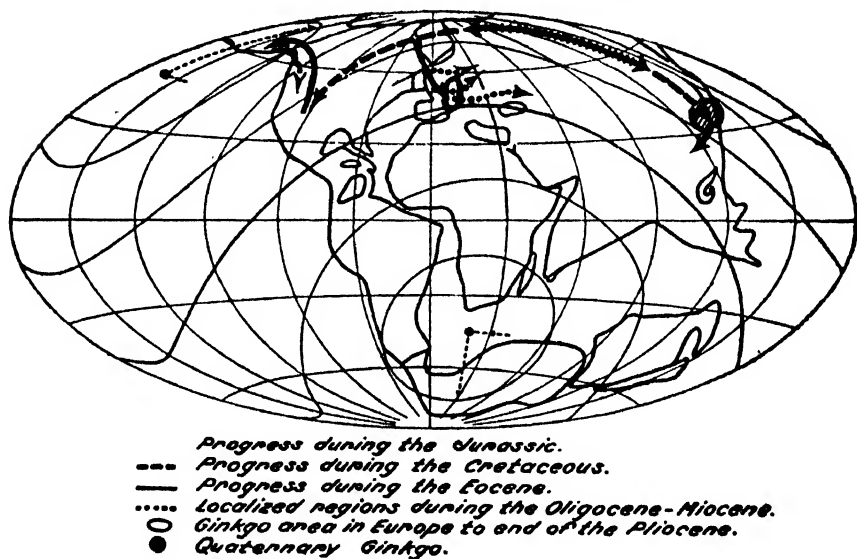 Progress during the Jurassic.
Progress during the Cretaceous.
Progress during the Eocene.
Localized regions during the Oligocene-Miocene.
Ginkgo area in Europe to end of the Pliocene.
Quaternary Ginkgo.